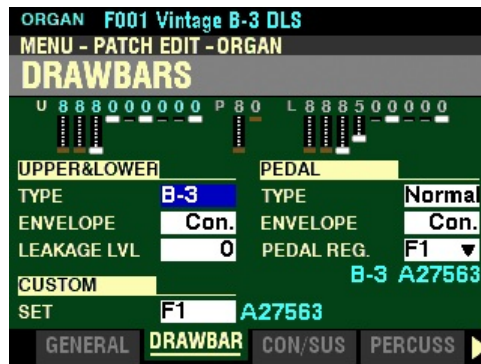 ORGAN F001 Vintage B-3 DLS
MENU - PATCH EDIT - ORGAN
DRAWBARS
U 888000000 P 80 L 888500000
UPPER&LOWER PEDAL
TYPE B-3 TYPE Normal
ENVELOPE Con. ENVELOPE Con.
LEAKAGE LVL 0 PEDAL REG. F1 ▼
B-3 A27563
CUSTOM
SET F1 A27563
GENERAL DRAWBAR CON/SUS PERCUSS